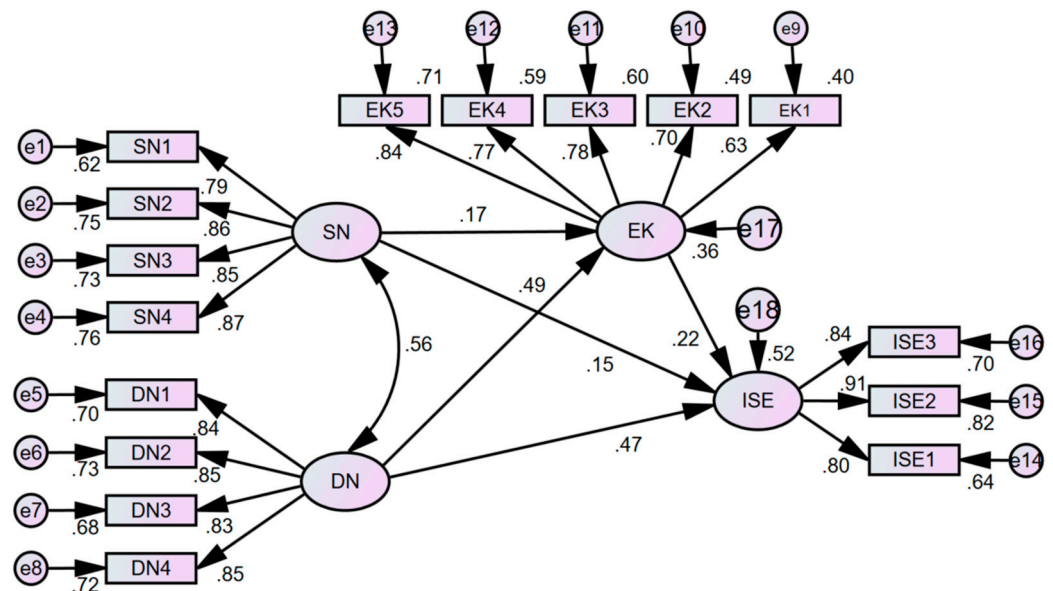 e13 e12 e11 e10 e9
.71 .59 .60 .49 .40
EK5 EK4 EK3 EK2 EK1
.84 .77 .78 .70 .63
e1 SN1
.62 .79
e2 SN2
.75 .86
e3 SN3
.73 .85
e4 SN4
.76 .87
SN .17 EK e17
.36
.49
.56
.22
.15
e18
.52
ISE
.47
.84 ISE3 e16
.70
.91 ISE2 e15
.82
.80 ISE1 e14
.64
e5 DN1
.70 .84
e6 DN2
.73 .85
DN
e7 DN3
.68 .83
e8 DN4
.72 .85